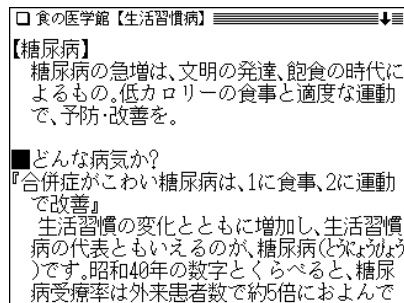 食の医学館【生活習慣病】
【糖尿病】
糖尿病の急増は、文明の発達、飽食の時代に
よるもの。低カロリーの食事と適度な運動
で、予防・改善を。
■どんな病気か?
『合併症がこわい糖尿病は、1に食事、2に運動
で改善』
生活習慣の変化とともに増加し、生活習慣
病の代表ともいえるのが、糖尿病(とうにょうびょう
)です。昭和40年の数字とくらべると、糖尿
病受療率は外来患者数で約5倍におよんで